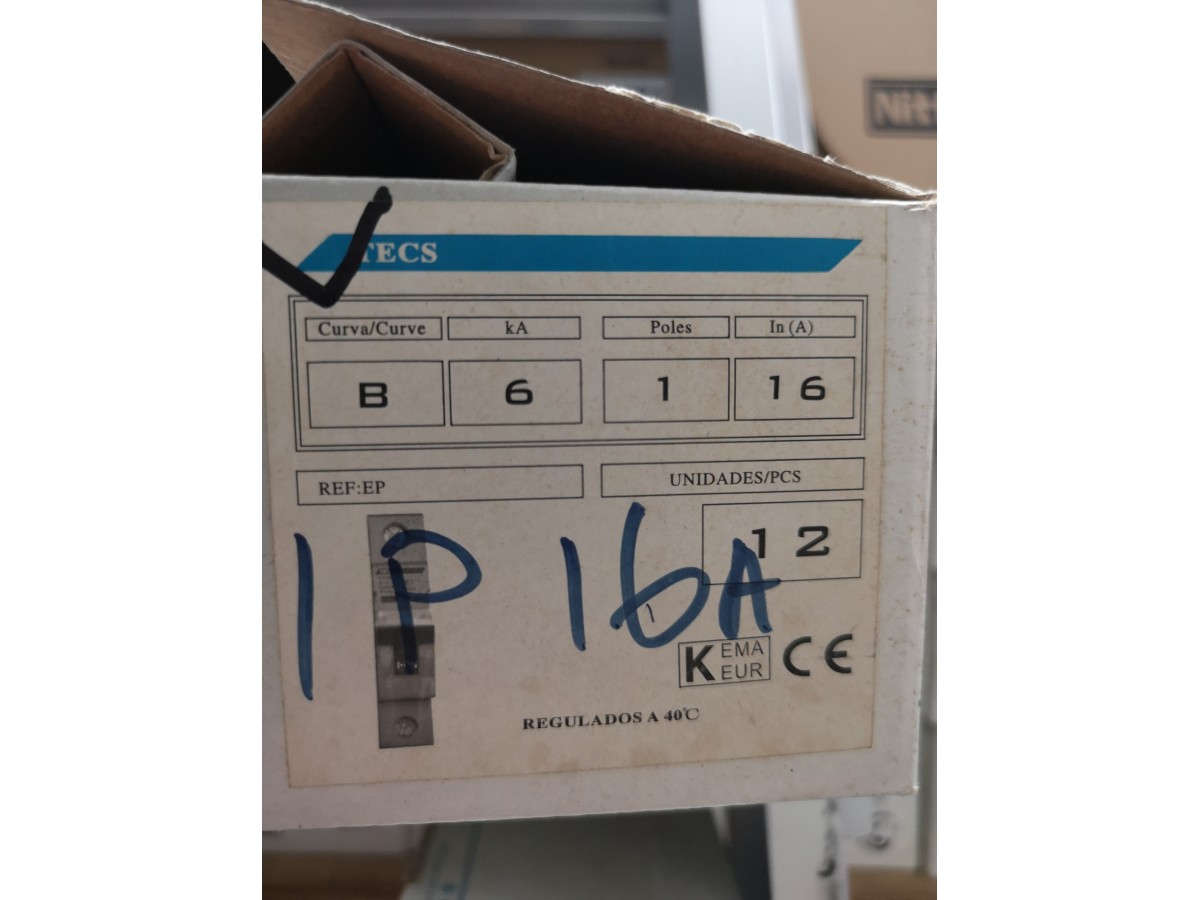 TECS
Curva/Curve kA Poles In (A)
B 6 1 16
REF:EP UNIDADES/PCS
12
1P 16A
KEMA
KEUR CE
REGULADOS A 40℃